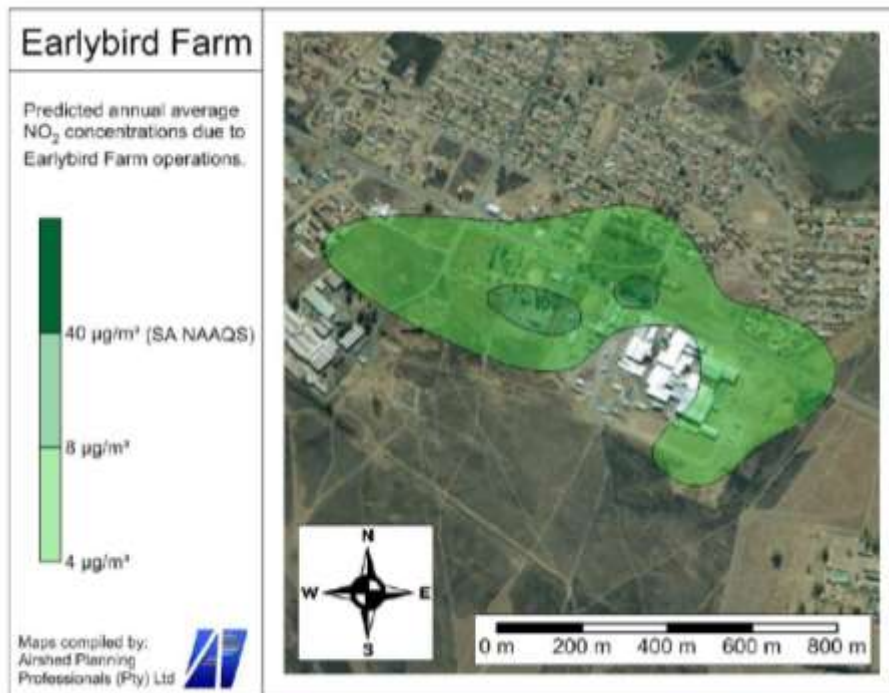 Earlybird Farm
Predicted annual average
NO₂ concentrations due to
Earlybird Farm operations.
40 µg/m³ (SA NAAQS)
8 µg/m³
4 µg/m³
Maps compiled by:
Airshed Planning
Professionals (Pty) Ltd
N
W E
S
0 m 200 m 400 m 600 m 800 m